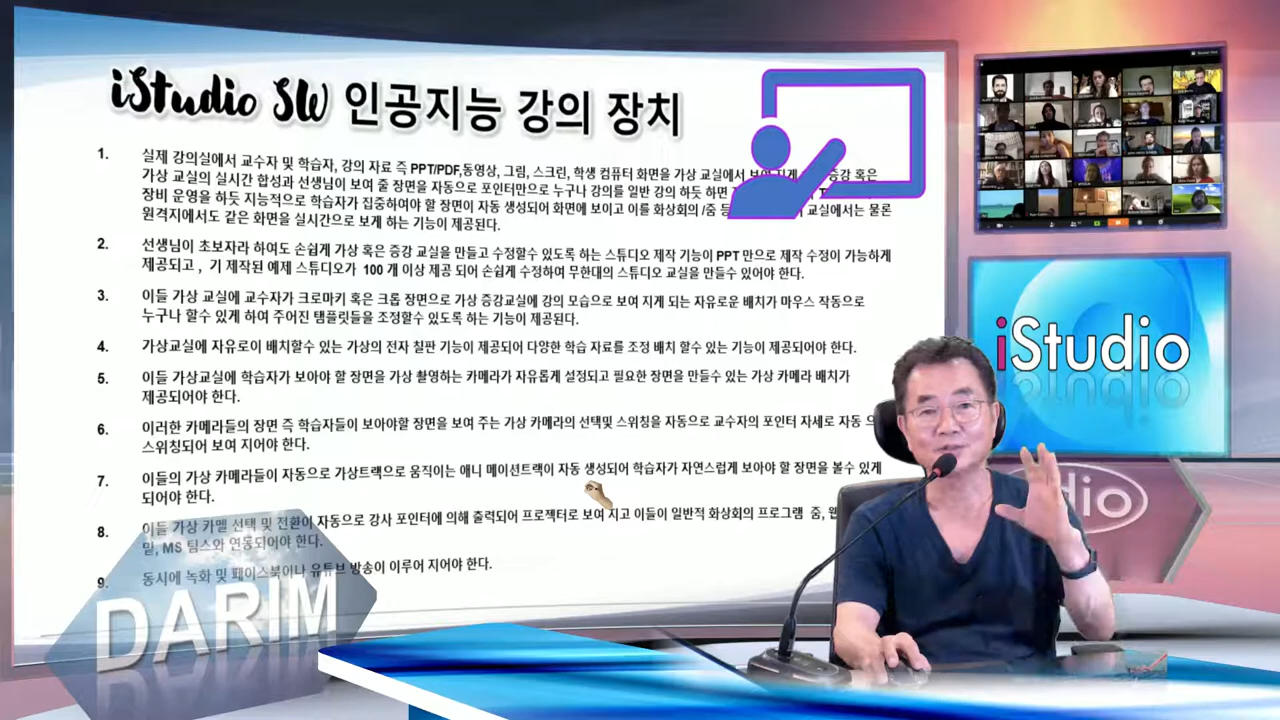 iStudio SW 인공지능 강의 장치
1. 실제 강의실에서 교수자 및 학습자, 강의 자료 즉 PPT/PDF,동영상, 그림, 스크린, 학생 컴퓨터 화면을 가상 교실에서 증강 혹은
가상 교실의 실시간 합성과 선생님이 보여 줄 장면을 자동으로 포인터만으로 누구나 강의를 일반 강의 하듯 하면
장비 운영을 하듯 지능적으로 학습자가 집중하여야 할 장면이 자동 생성되어 화면에 보이고 이를 화상회의 /줌 교실에서는 물론
원격지에서도 같은 화면을 실시간으로 보게 하는 기능이 제공된다.
2. 선생님이 초보자라 하여도 손쉽게 가상 혹은 증강 교실을 만들고 수정할수 있도록 하는 스튜디오 제작 기능이 PPT 만으로 제작 수정이 가능하게
제공되고 , 기 제작된 예제 스튜디오가 100 개 이상 제공 되어 손쉽게 수정하여 무한대의 스튜디오 교실을 만들수 있어야 한다.
3. 이들 가상 교실에 교수자가 크로마키 혹은 크롭 장면으로 가상 증강교실에 강의 모습으로 보여 지게 되는 자유로운 배치가 마우스 작동으로
누구나 할수 있게 하여 주어진 탬플릿들을 조정할수 있도록 하는 기능이 제공된다.
4. 가상교실에 자유로이 배치할수 있는 가상의 전자 칠판 기능이 제공되어 다양한 학습 자료를 조정 배치 할수 있는 기능이 제공되어야 한다.
5. 이들 가상교실에 학습자가 보아야 할 장면을 가상 촬영하는 카메라가 자유롭게 설정되고 필요한 장면을 만들수 있는 가상 카메라 배치가
제공되어야 한다.
6. 이러한 카메라들의 장면 즉 학습자들이 보아야할 장면을 보여 주는 가상 카메라의 선택및 스위칭을 자동으로 교수자의 포인터 자세로 자동
스위칭되어 보여 지어야 한다.
7. 이들의 가상 카메라들이 자동으로 가상트랙으로 움직이는 애니 메이션트랙이 자동 생성되어 학습자가 자연스럽게 보아야 할 장면을 볼수 있게
되어야 한다.
8. 이들 가상 카멜 선택 및 전환이 자동으로 강사 포인터에 의해 출력되어 프로젝터로 보여 지고 이들이 일반적 화상회의 프로그램 줌, 웹
밑, MS 팀스와 연동되어야 한다.
9. 동시에 녹화 및 페이스북이나 유튜브 방송이 이루어 지어야 한다.
iStudio
dio
DARIM